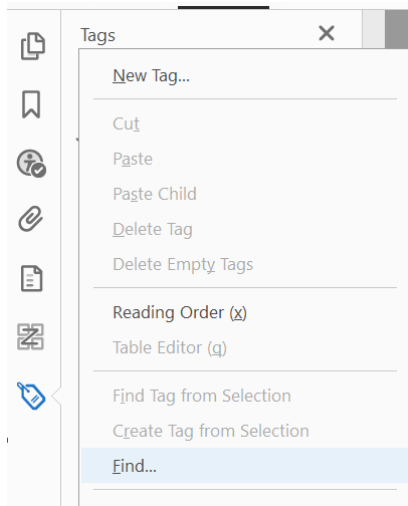 Tags
New Tag...
Cut
Paste
Paste Child
Delete Tag
Delete Empty Tags
Reading Order (x)
Table Editor (q)
Find Tag from Selection
Create Tag from Selection
Find...